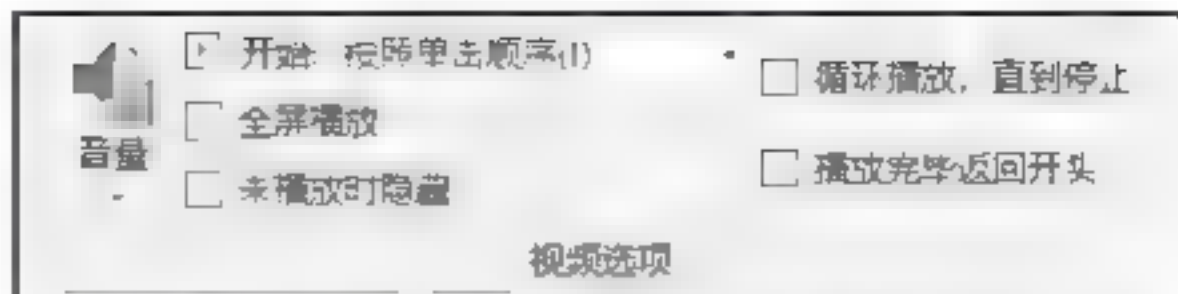 音量
开始: 按照单击顺序(I)
全屏播放
未播放时隐藏
循环播放，直到停止
播放完毕返回开头
视频选项